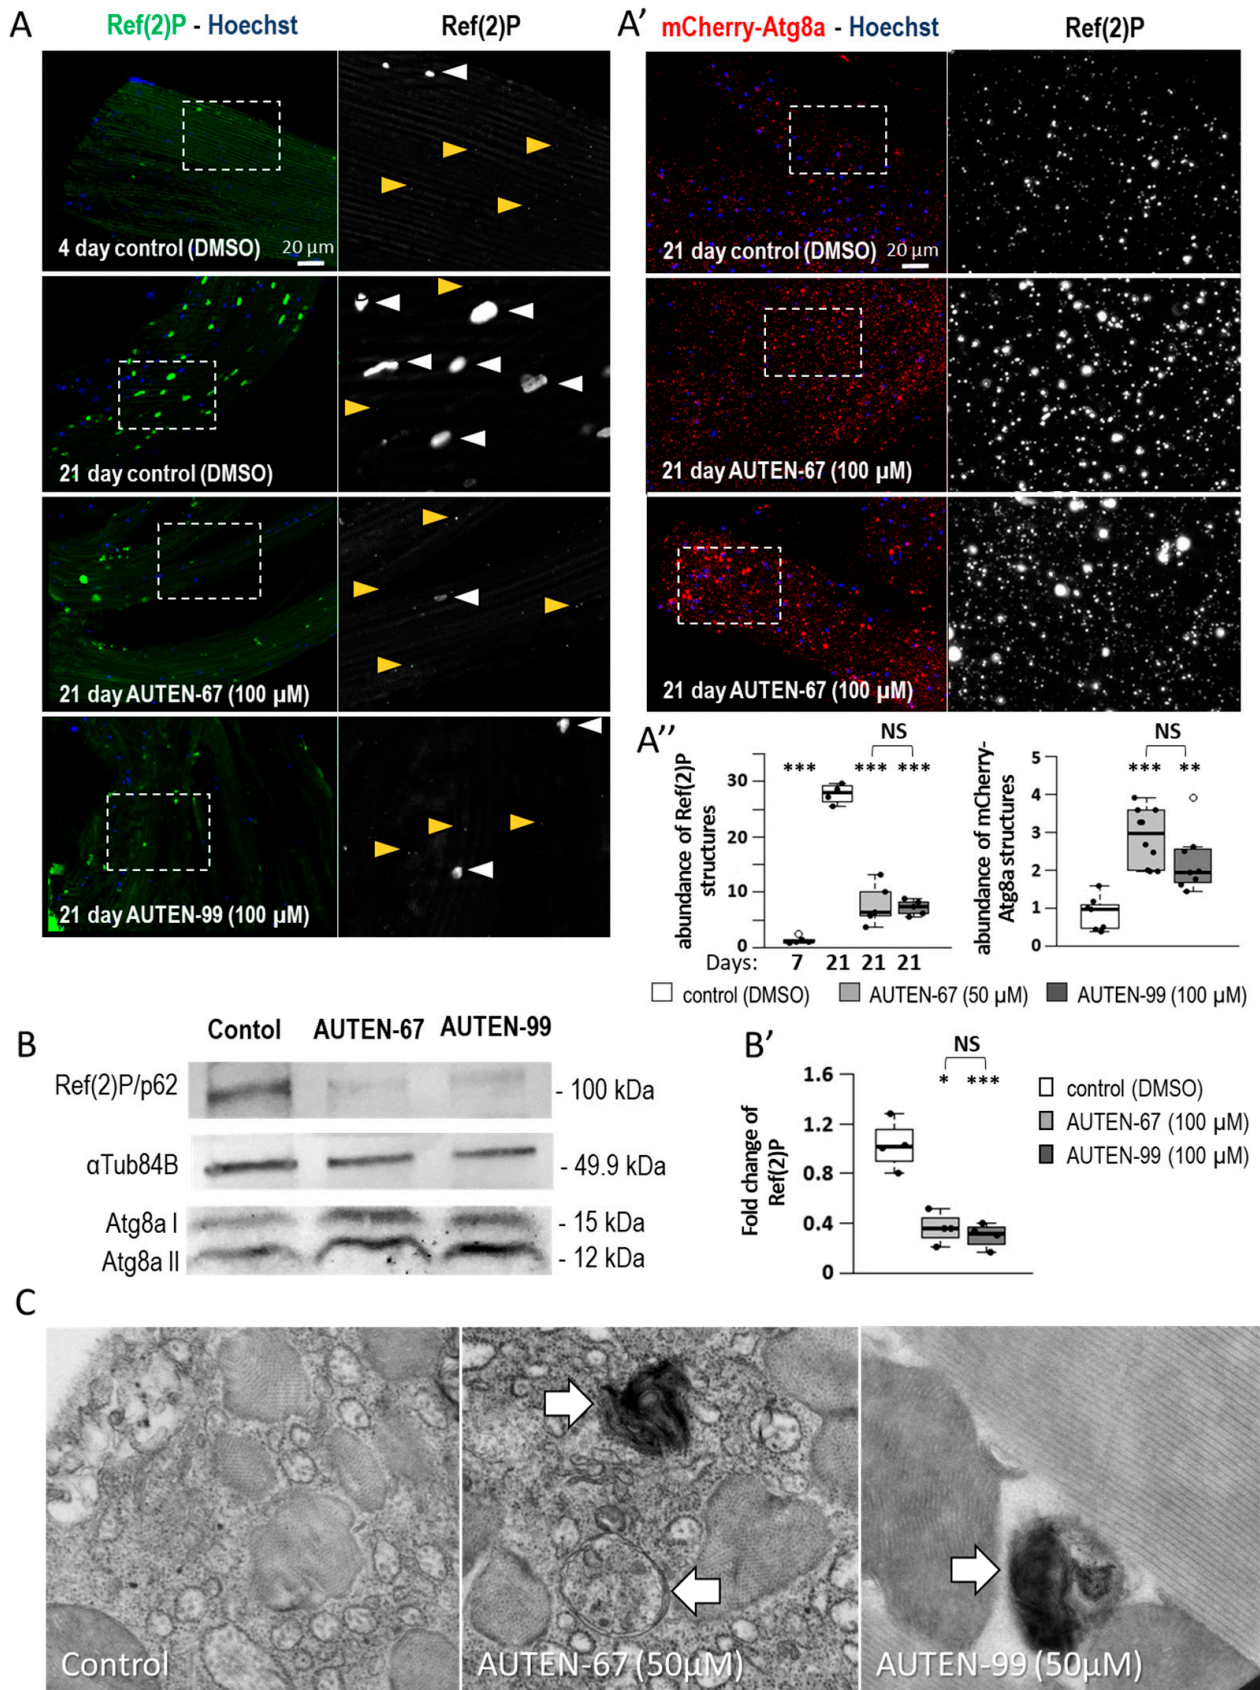 A
Ref(2)P - Hoechst
Ref(2)P
4 day control (DMSO)
20 µm
21 day control (DMSO)
21 day AUTEN-67 (100 µM)
21 day AUTEN-99 (100 µM)
A'
mCherry-Atg8a - Hoechst
Ref(2)P
21 day control (DMSO)
20 µm
21 day AUTEN-67 (100 µM)
21 day AUTEN-67 (100 µM)
A''
abundance of Ref(2)P
structures
30
20
10
0
***
***
***
NS
Days:
7
21
21
21
abundance of mCherry-
Atg8a structures
5
4
3
2
1
0
NS
***
**
control (DMSO)
AUTEN-67 (50 µM)
AUTEN-99 (100 µM)
B
Contol
AUTEN-67
AUTEN-99
Ref(2)P/p62
- 100 kDa
αTub84B
- 49.9 kDa
Atg8a I
- 15 kDa
Atg8a II
- 12 kDa
B'
Fold change of
Ref(2)P
1.6
1.2
0.8
0.4
0
NS
*
***
control (DMSO)
AUTEN-67 (100 µM)
AUTEN-99 (100 µM)
C
Control
AUTEN-67 (50µM)
AUTEN-99 (50µM)